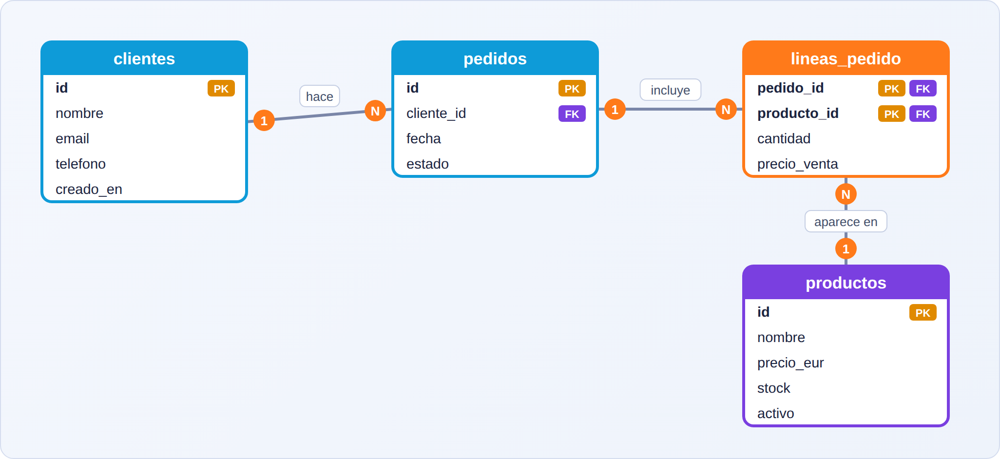 clientes
id PK
nombre
email
telefono
creado_en
1
hace
N
pedidos
id PK
cliente_id FK
fecha
estado
1
incluye
N
lineas_pedido
pedido_id PK FK
producto_id PK FK
cantidad
precio_venta
N
aparece en
1
productos
id PK
nombre
precio_eur
stock
activo